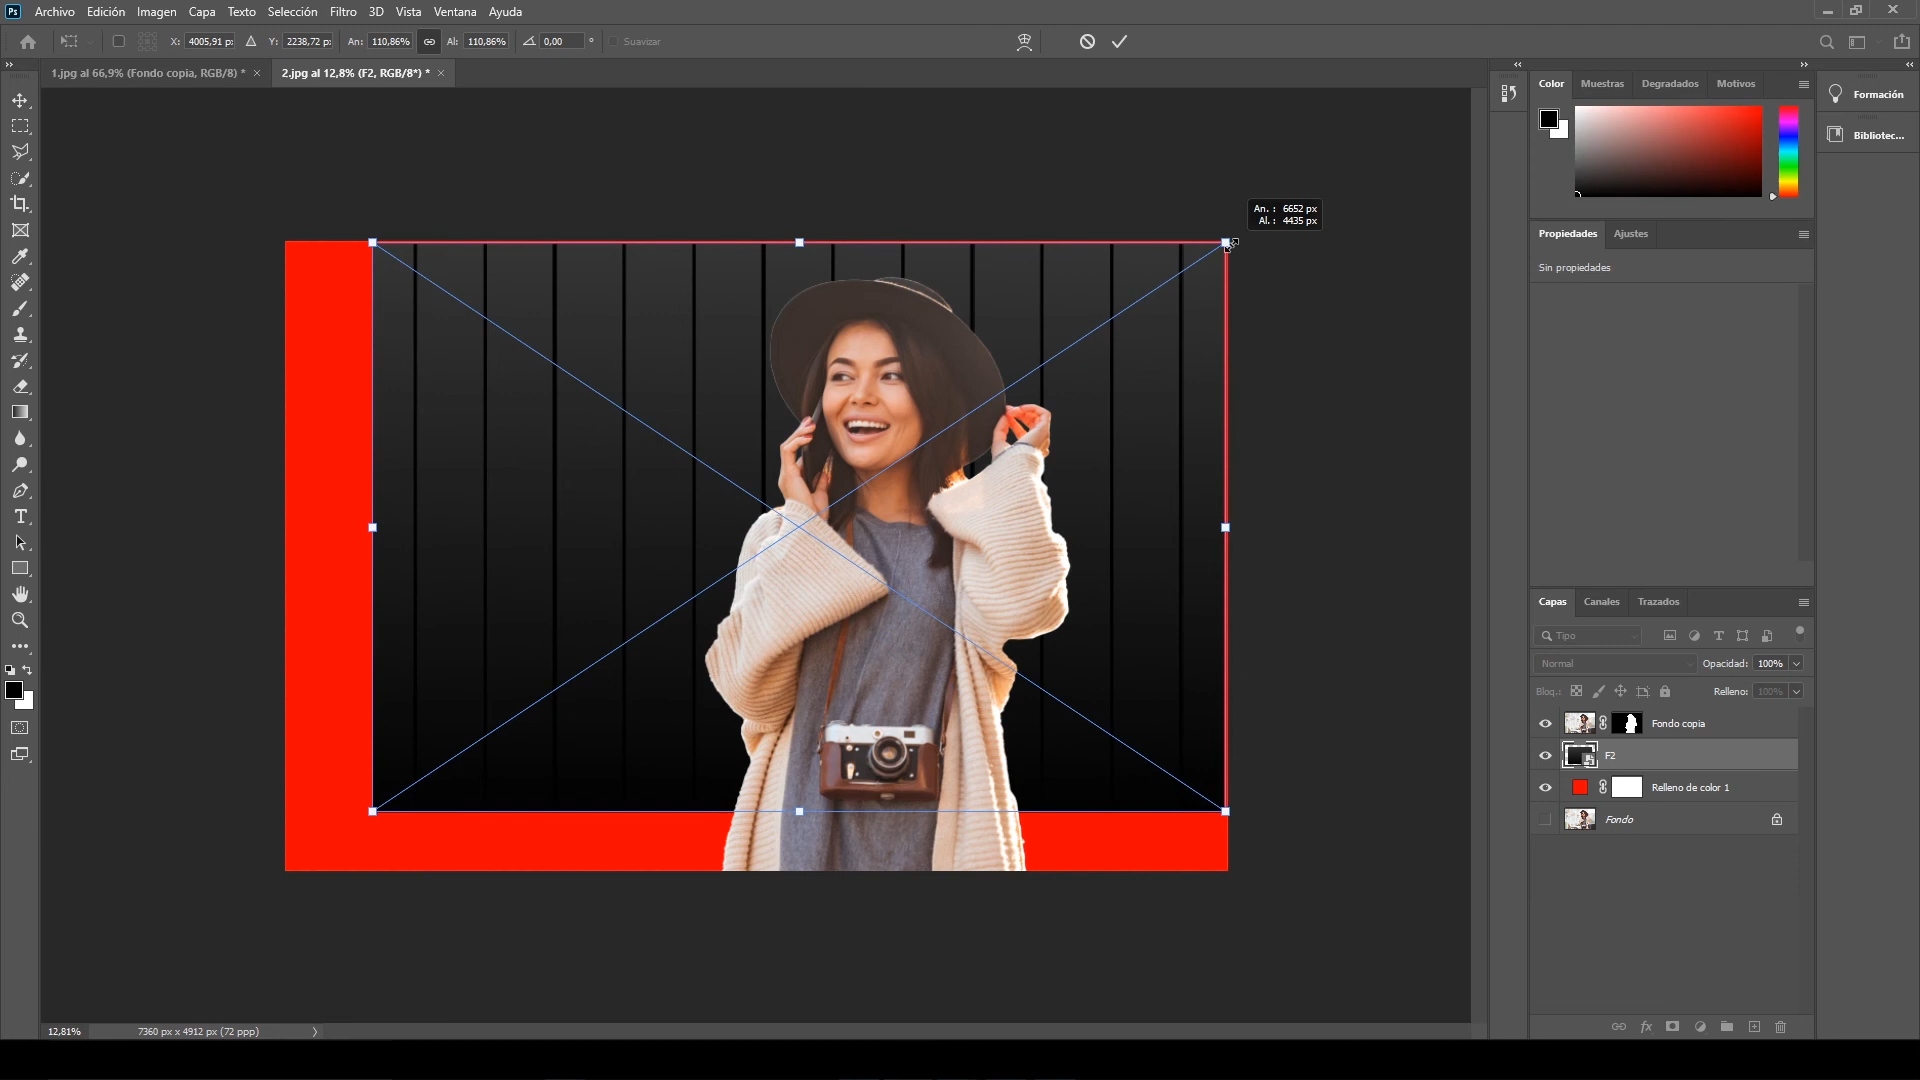 Ps Archivo Edición Imagen Capa Texto Selección Filtro 3D Vista Ventana Ayuda
X: 4005,91 p: Y: 2238,72 p: An: 110,86% Al: 110,86% 0,00 ° Suavizar
1.jpg al 66,9% (Fondo copia, RGB/8) * × 2.jpg al 12,8% (F2, RGB/8*) * ×
Color Muestras Degradados Motivos
Formación
Bibliotec...
An. : 6652 px
Al. : 4435 px
Propiedades Ajustes
Sin propiedades
Capas Canales Trazados
Tipo
Normal Opacidad: 100%
Bloq.: Relleno: 100%
Fondo copia
F2
Relleno de color 1
Fondo
fx
12,81% 7360 px x 4912 px (72 ppp)